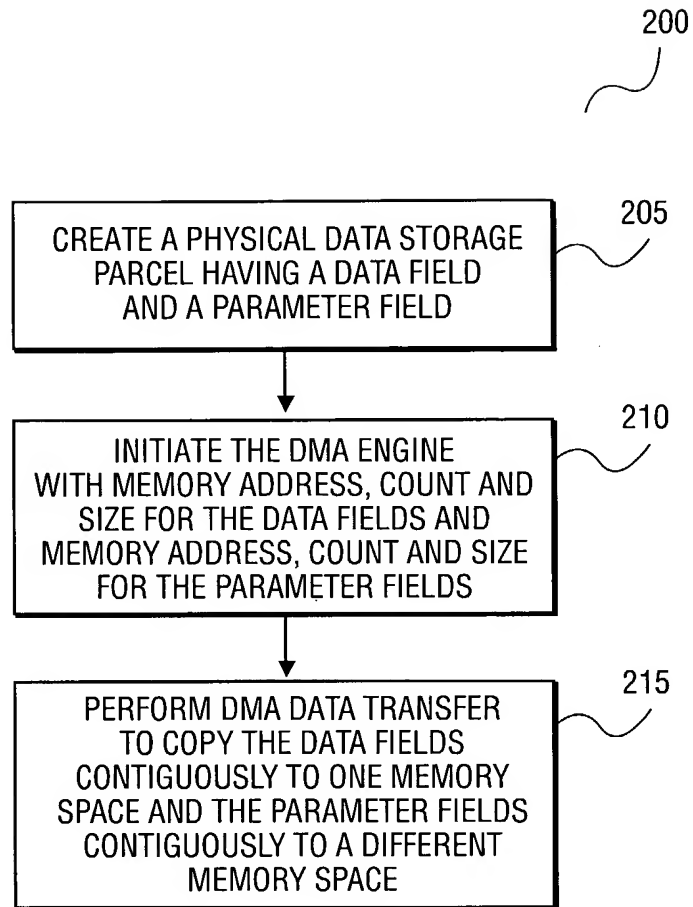 200
205
CREATE A PHYSICAL DATA STORAGE
PARCEL HAVING A DATA FIELD
AND A PARAMETER FIELD
210
INITIATE THE DMA ENGINE
WITH MEMORY ADDRESS, COUNT AND
SIZE FOR THE DATA FIELDS AND
MEMORY ADDRESS, COUNT AND SIZE
FOR THE PARAMETER FIELDS
215
PERFORM DMA DATA TRANSFER
TO COPY THE DATA FIELDS
CONTIGUOUSLY TO ONE MEMORY
SPACE AND THE PARAMETER FIELDS
CONTIGUOUSLY TO A DIFFERENT
MEMORY SPACE